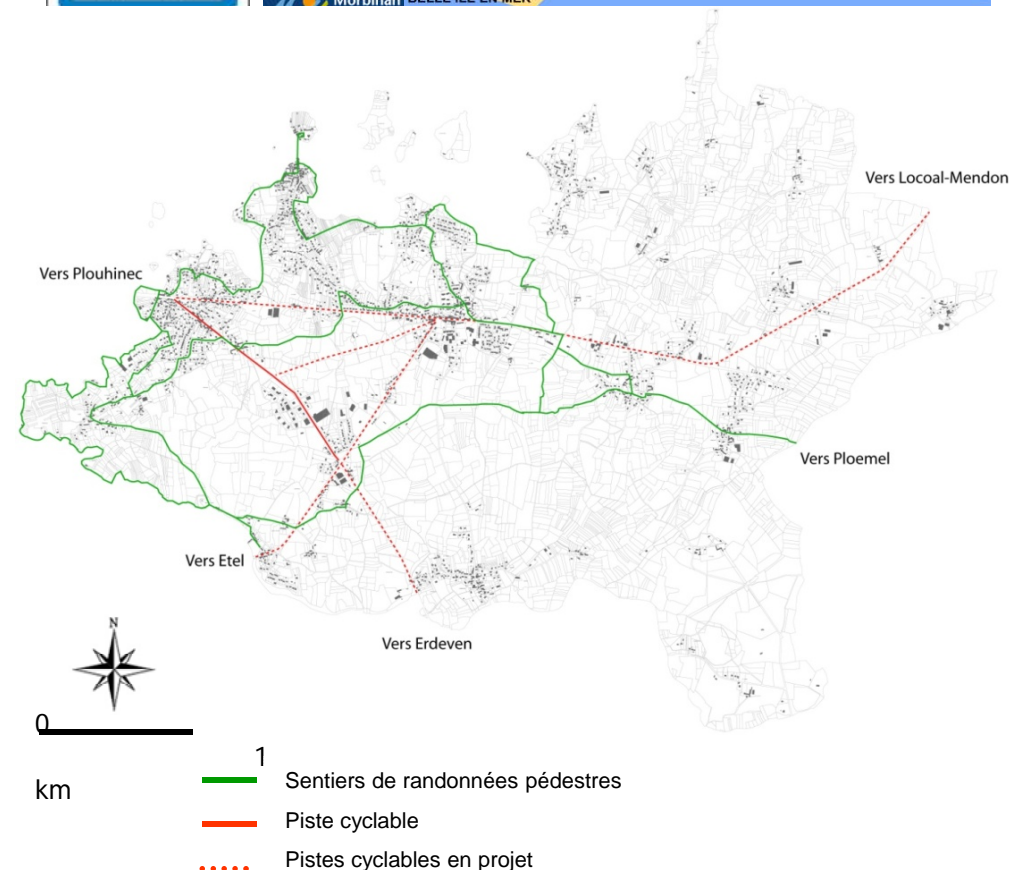 Morbihan BELLE ILE EN MER
Vers Locoal-Mendon
Vers Plouhinec
Vers Ploemel
Vers Etel
Vers Erdeven
N
0
1
km
Sentiers de randonnées pédestres
Piste cyclable
Pistes cyclables en projet